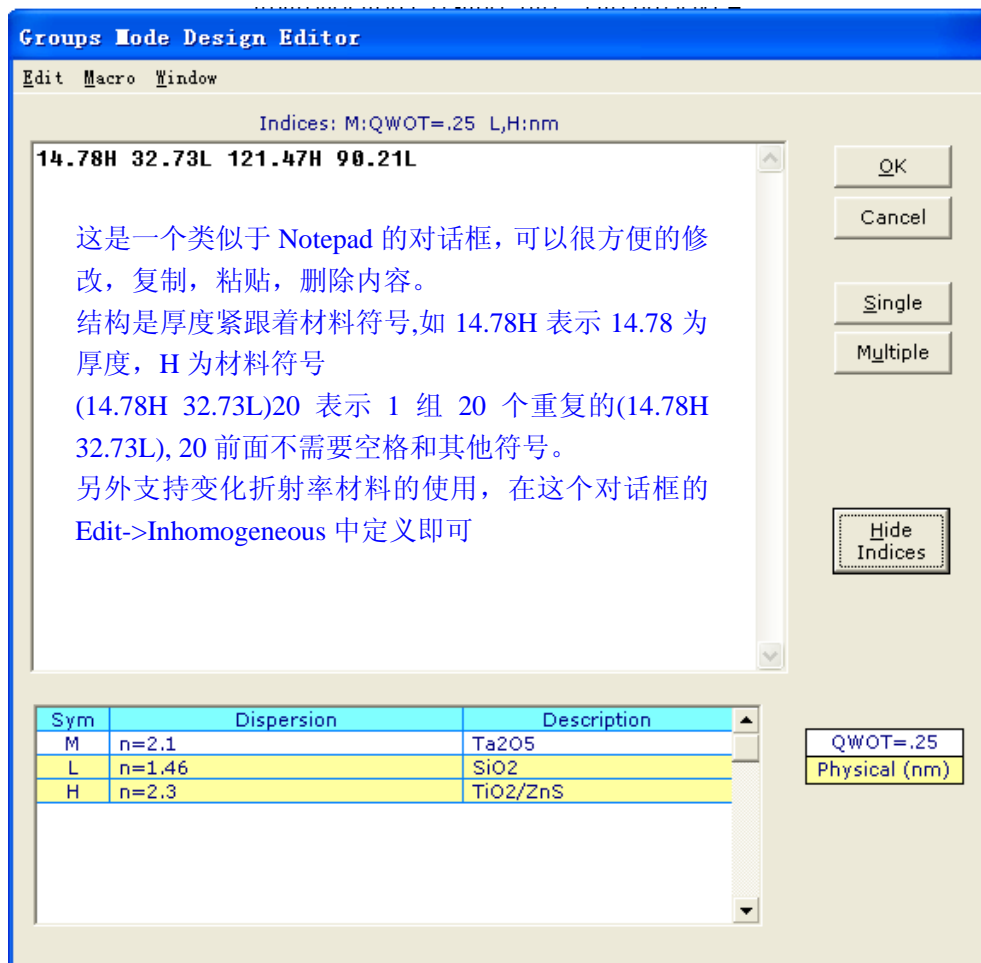 Groups Mode Design Editor
Edit Macro Window
Indices: M:QWOT=.25 L,H:nm
14.78H 32.73L 121.47H 90.21L
OK
Cancel
这是一个类似于 Notepad 的对话框，可以很方便的修
改，复制，粘贴，删除内容。
结构是厚度紧跟着材料符号,如 14.78H 表示 14.78 为
厚度，H 为材料符号
(14.78H 32.73L)20 表示 1 组 20 个重复的(14.78H
32.73L), 20 前面不需要空格和其他符号。
另外支持变化折射率材料的使用，在这个对话框的
Edit->Inhomogeneous 中定义即可
Single
Multiple
Hide
Indices
Sym Dispersion Description
M n=2.1 Ta2O5
L n=1.46 SiO2
H n=2.3 TiO2/ZnS
QWOT=.25
Physical (nm)